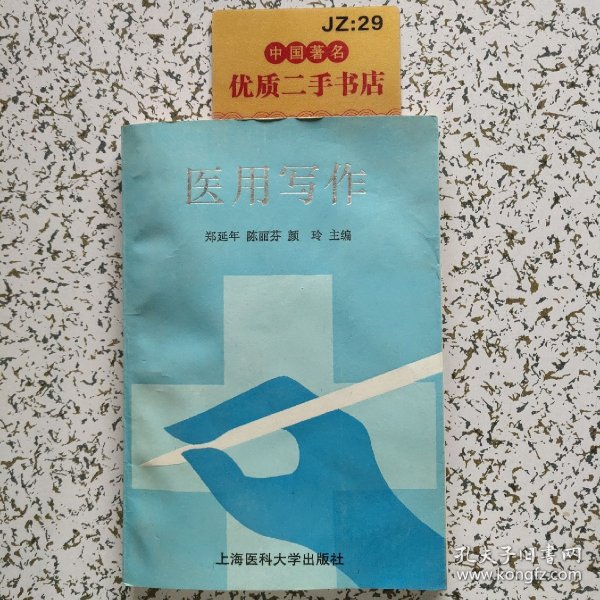 JZ:29
中国著名
优质二手书店
医用写作
郑延年 陈丽芬 颜 玲 主编
上海医科大学出版社
孔夫子旧书网
www.kongfz.com